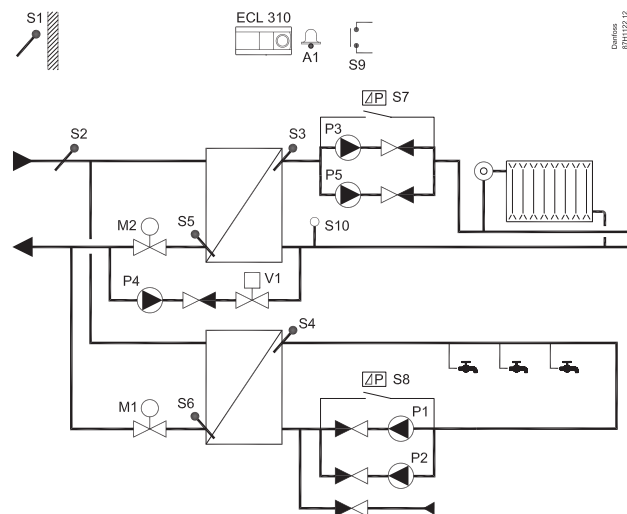 S1
ECL 310
A1
S9
Danfoss
87H1122.12
S2
S3
P
S7
P3
P5
M2
S5
S10
P4
V1
S4
P
S8
M1
S6
P1
P2